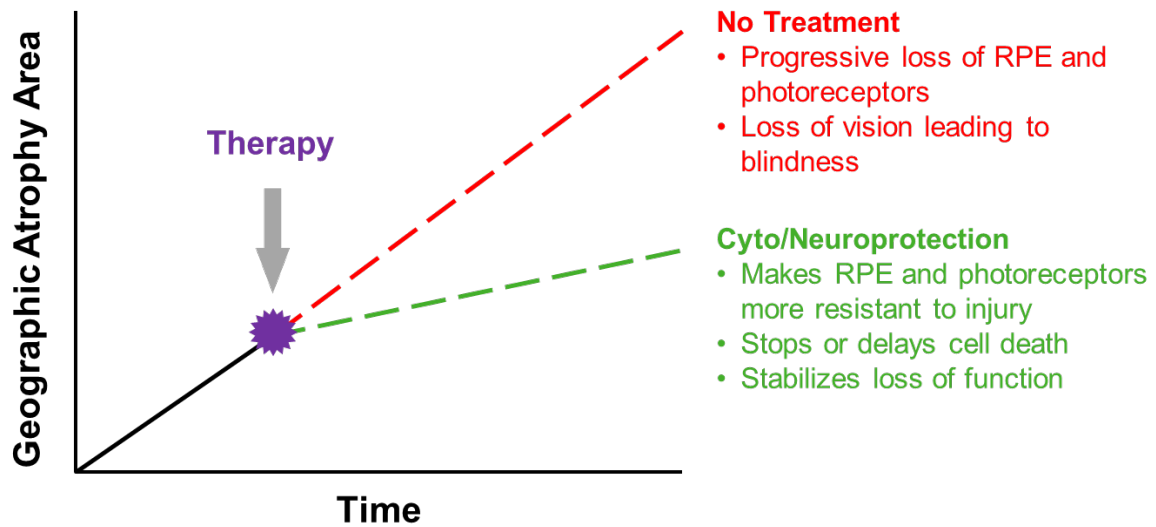 Geographic Atrophy Area
Therapy
Time
No Treatment
• Progressive loss of RPE and
photoreceptors
• Loss of vision leading to
blindness
Cyto/Neuroprotection
• Makes RPE and photoreceptors
more resistant to injury
• Stops or delays cell death
• Stabilizes loss of function